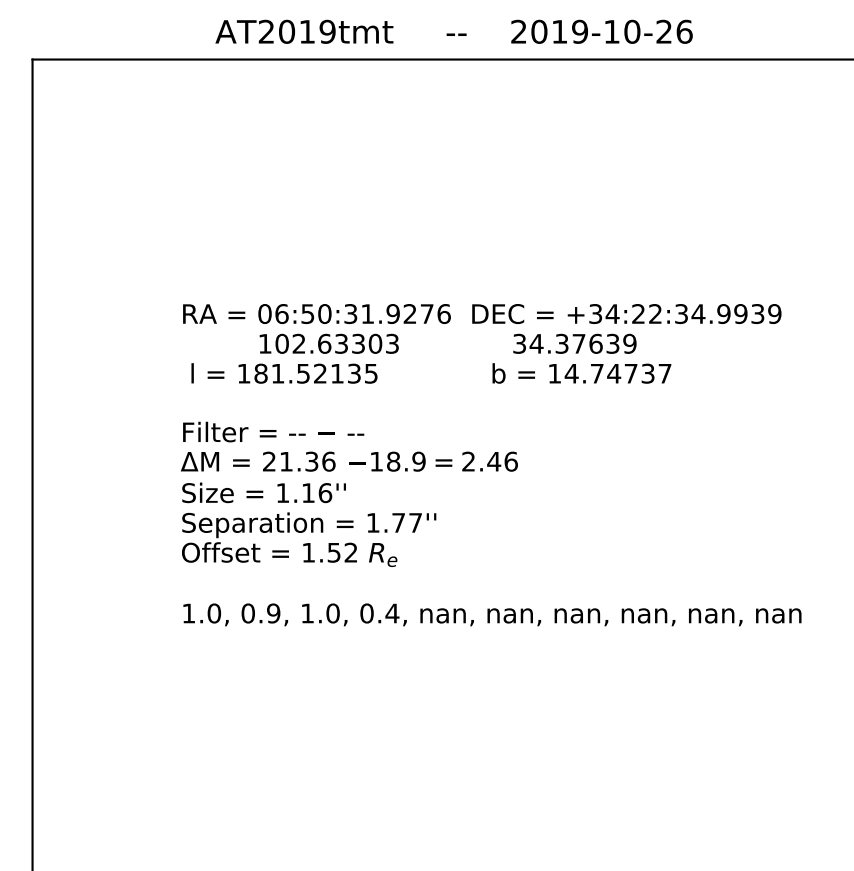 AT2019tmt -- 2019-10-26
RA = 06:50:31.9276 DEC = +34:22:34.9939
102.63303 34.37639
l = 181.52135 b = 14.74737
Filter = -- − --
ΔM = 21.36 −18.9 = 2.46
Size = 1.16''
Separation = 1.77''
Offset = 1.52 Rₑ
1.0, 0.9, 1.0, 0.4, nan, nan, nan, nan, nan, nan